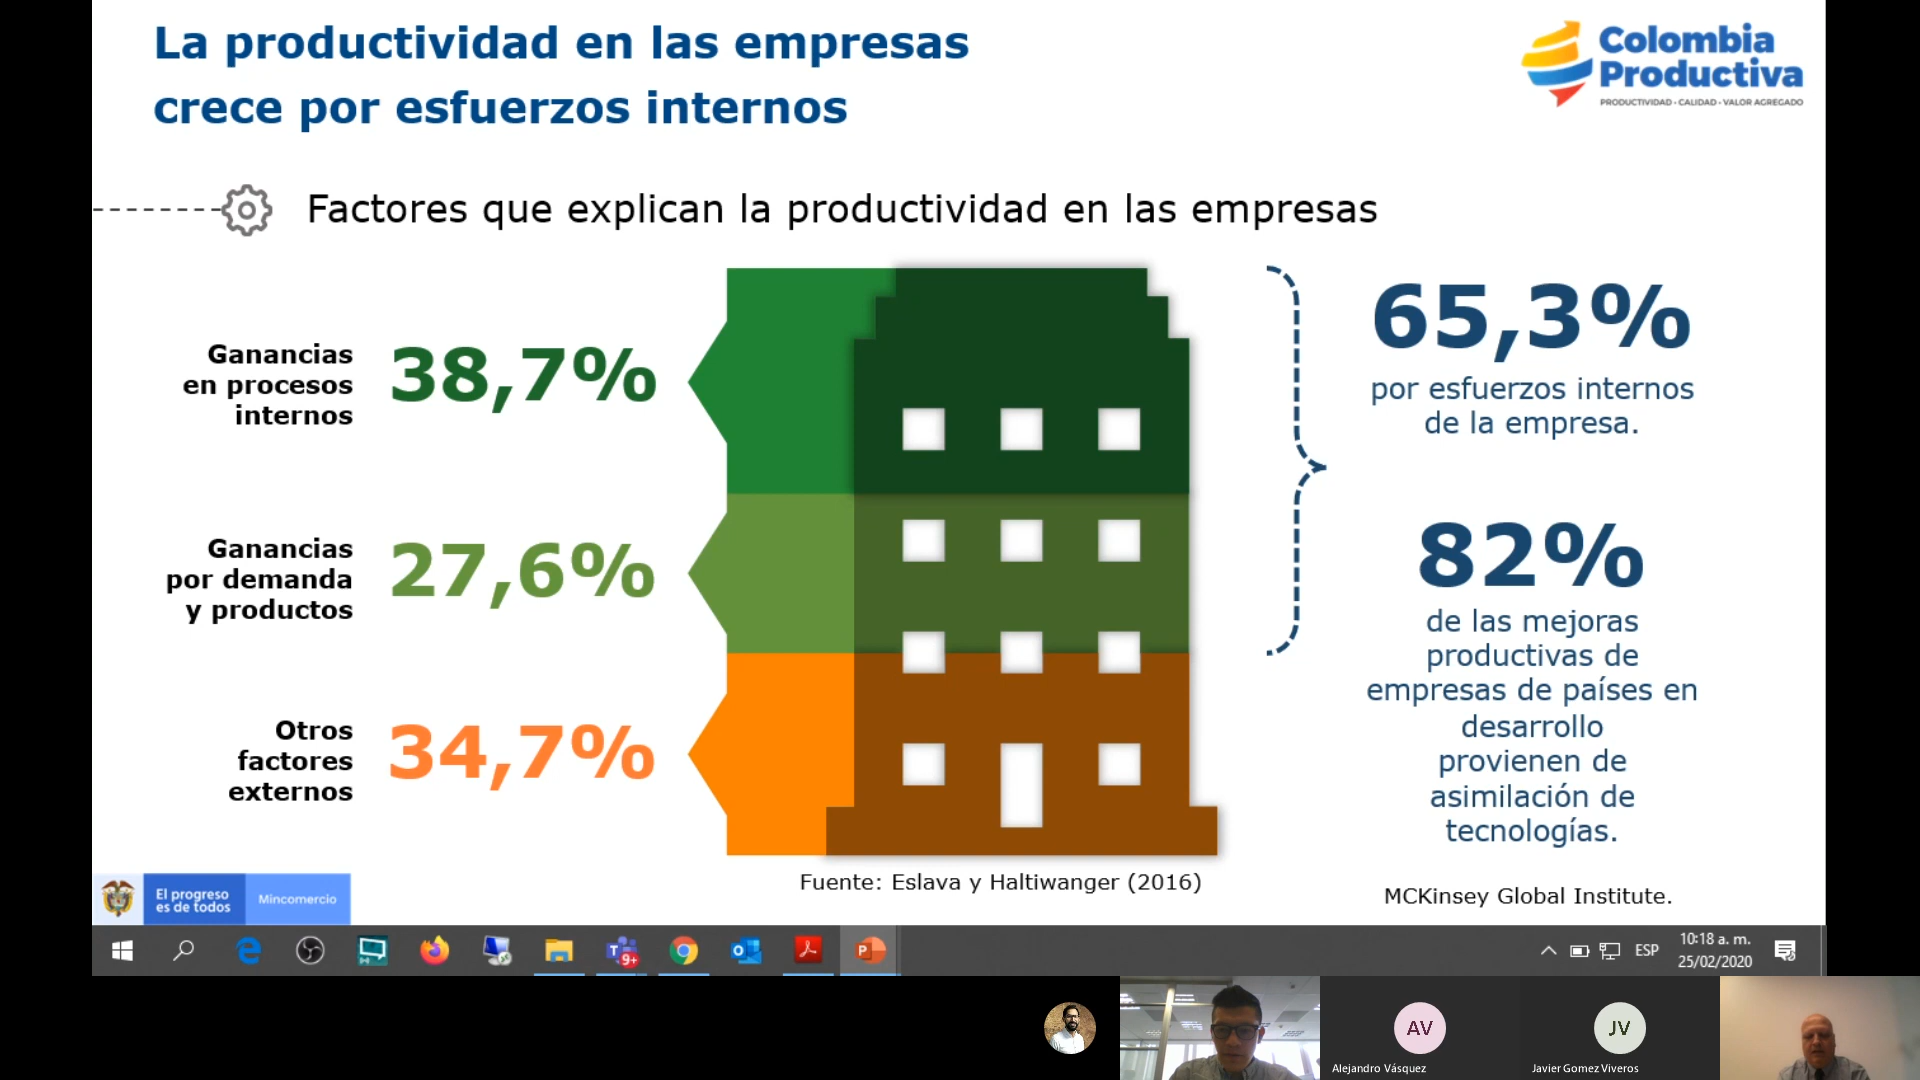 La productividad en las empresas
crece por esfuerzos internos
Colombia
Productiva
PRODUCTIVIDAD - CALIDAD - VALOR AGREGADO
Factores que explican la productividad en las empresas
Ganancias
en procesos
internos
38,7%
Ganancias
por demanda
y productos
27,6%
Otros
factores
externos
34,7%
65,3%
por esfuerzos internos
de la empresa.
82%
de las mejoras
productivas de
empresas de países en
desarrollo
provienen de
asimilación de
tecnologías.
Fuente: Eslava y Haltiwanger (2016)
MCKinsey Global Institute.
El progreso
es de todos
Mincomercio
9+
ESP
10:18 a. m.
25/02/2020
AV
Alejandro Vásquez
JV
Javier Gomez Viveros